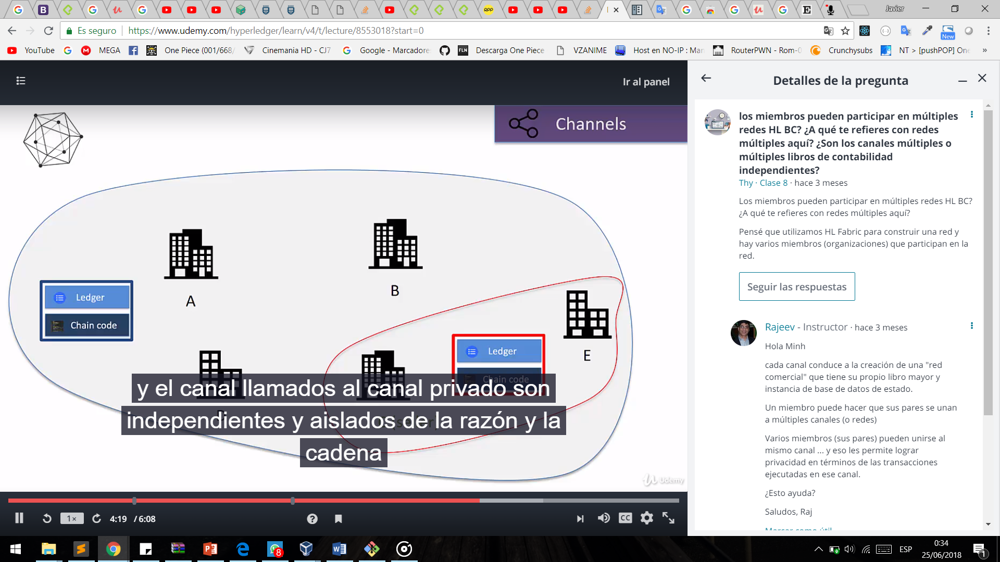 Javier
Es seguro
https://www.udemy.com/hyperledger/learn/v4/t/lecture/8553018?start=0
New
YouTube
MEGA
One Piece (001/668/
Cinemania HD - CJ7
Google - Marcadore
FLN
Descarga One Piece
VZANIME
Host en NO-IP : Man
RouterPWN - Rom-0
Crunchysubs
NT > [pushPOP] One
»
Ir al panel
Channels
A
B
Ledger
Chain code
E
Ledger
Chain code
y el canal llamados al canal privado son
independientes y aislados de la razón y la
cadena
Udemy
1×
4:19 / 6:08
CC
Detalles de la pregunta
los miembros pueden participar en múltiples
redes HL BC? ¿A qué te refieres con redes
múltiples aquí? ¿Son los canales múltiples o
múltiples libros de contabilidad
independientes?
Thy · Clase 8 · hace 3 meses
Los miembros pueden participar en múltiples redes HL BC?
¿A qué te refieres con redes múltiples aquí?
Pensé que utilizamos HL Fabric para construir una red y
hay varios miembros (organizaciones) que participan en la
red.
Seguir las respuestas
Rajeev - Instructor · hace 3 meses
Hola Minh
cada canal conduce a la creación de una "red
comercial" que tiene su propio libro mayor y
instancia de base de datos de estado.
Un miembro puede hacer que sus pares se unan
a múltiples canales (o redes)
Varios miembros (sus pares) pueden unirse al
mismo canal ... y eso les permite lograr
privacidad en términos de las transacciones
ejecutadas en ese canal.
¿Esto ayuda?
Saludos, Raj
Marcar como útil
8
ESP
0:34
25/06/2018
1